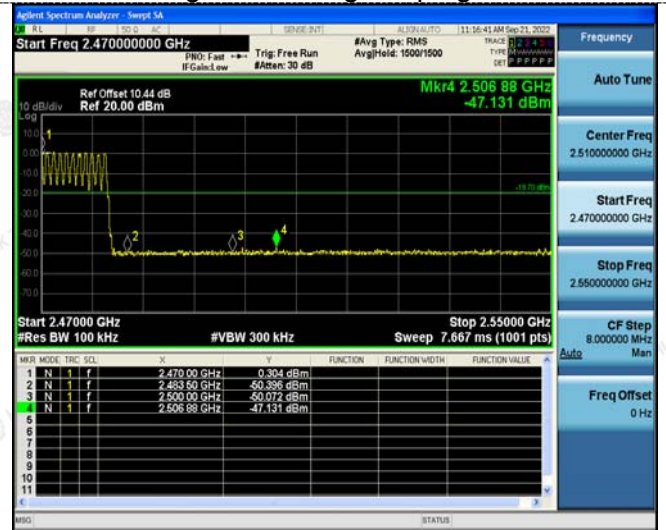 Agilent Spectrum Analyzer - Swept SA
RL RF 50 Ω AC SENSE:INT ALIGN AUTO 11:16:41 AM Sep 21, 2022
Start Freq 2.470000000 GHz
PNO: Fast
IFGain:Low
Trig: Free Run
#Atten: 30 dB
#Avg Type: RMS
Avg|Hold: 1500/1500
TRACE 1 2 3 4 5 6
TYPE
DET P P P P P P
Frequency
Mkr4 2.506 88 GHz
-47.131 dBm
Ref Offset 10.44 dB
Ref 20.00 dBm
10 dB/div
Log
10.0
0.00
-10.0
-20.0
-30.0
-40.0
-50.0
-60.0
-70.0
1
2
3
4
-19.70 dBm
Start 2.47000 GHz
#Res BW 100 kHz
#VBW 300 kHz
Stop 2.55000 GHz
Sweep 7.667 ms (1001 pts)
MKR MODE TRC SCL X Y FUNCTION FUNCTION WIDTH FUNCTION VALUE
1 N 1 f 2.470 00 GHz 0.304 dBm
2 N 1 f 2.483 50 GHz -50.396 dBm
3 N 1 f 2.500 00 GHz -50.072 dBm
4 N 1 f 2.506 88 GHz -47.131 dBm
5
6
7
8
9
10
11
MSG STATUS
Auto Tune
Center Freq
2.510000000 GHz
Start Freq
2.470000000 GHz
Stop Freq
2.550000000 GHz
CF Step
8.000000 MHz
Auto Man
Freq Offset
0 Hz